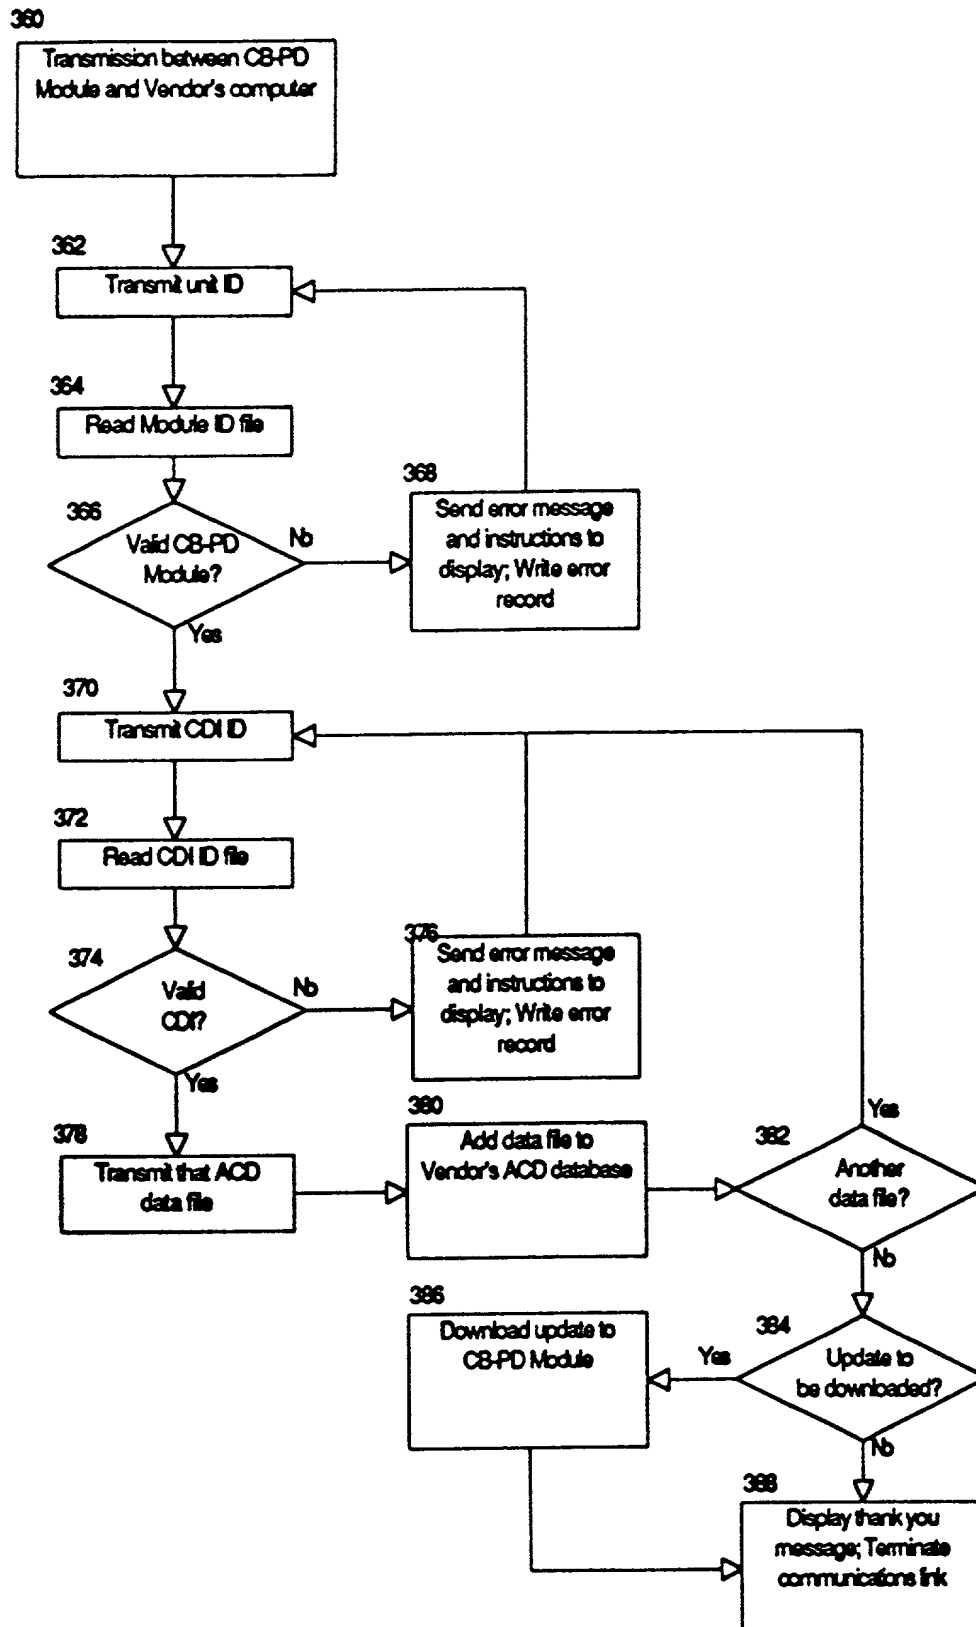 360
Transmission between CB-PD
Module and Vendor's computer
362
Transmit unit ID
364
Read Module ID file
366
Valid CB-PD
Module?
No
Yes
368
Send error message
and instructions to
display; Write error
record
370
Transmit CDI ID
372
Read CDI ID file
374
Valid
CDI?
No
Yes
376
Send error message
and instructions to
display; Write error
record
378
Transmit that ACD
data file
380
Add data file to
Vendor's ACD database
382
Another
data file?
Yes
No
384
Update to
be downloaded?
Yes
No
386
Download update to
CB-PD Module
388
Display thank you
message; Terminate
communications link